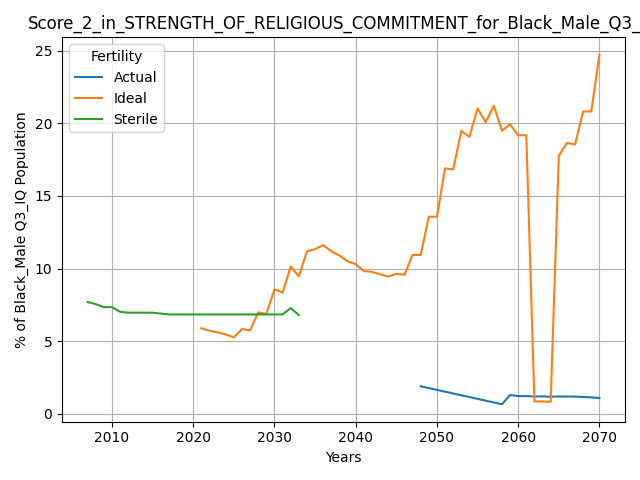 Score_2_in_STRENGTH_OF_RELIGIOUS_COMMITMENT_for_Black_Male_Q3_
Fertility
Actual
Ideal
Sterile
% of Black_Male Q3_IQ Population
25
20
15
10
5
0
2010 2020 2030 2040 2050 2060 2070
Years